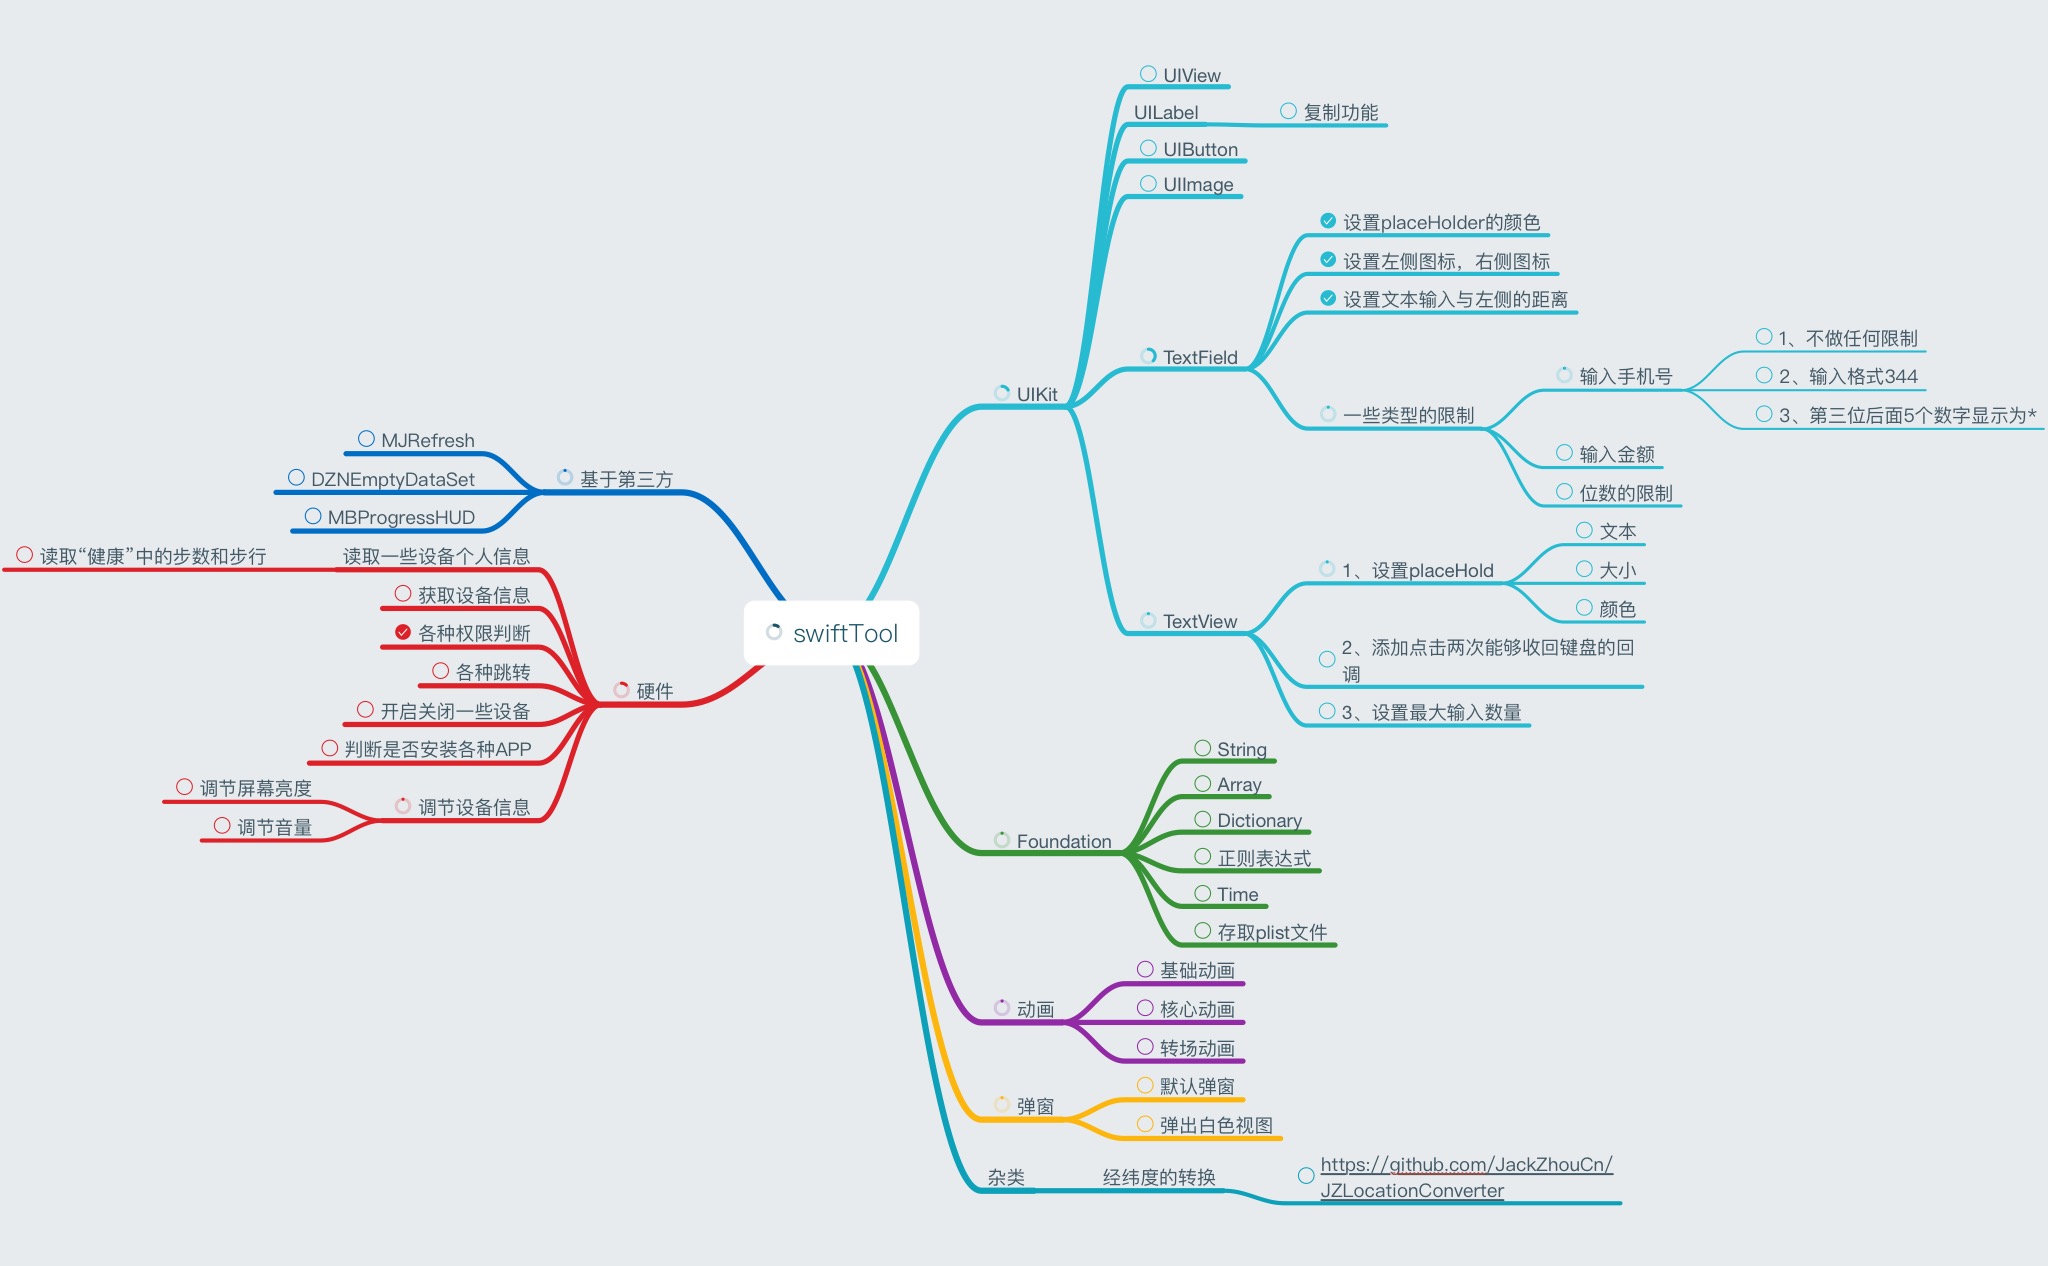 swiftTool
UIKit
UIView
UILabel
复制功能
UIButton
UIImage
TextField
设置placeHolder的颜色
设置左侧图标，右侧图标
设置文本输入与左侧的距离
一些类型的限制
输入手机号
1、不做任何限制
2、输入格式344
3、第三位后面5个数字显示为*
输入金额
位数的限制
TextView
1、设置placeHold
文本
大小
颜色
2、添加点击两次能够收回键盘的回
调
3、设置最大输入数量
Foundation
String
Array
Dictionary
正则表达式
Time
存取plist文件
动画
基础动画
核心动画
转场动画
弹窗
默认弹窗
弹出白色视图
杂类
经纬度的转换
https://github.com/JackZhouCn/
JZLocationConverter
基于第三方
MJRefresh
DZNEmptyDataSet
MBProgressHUD
硬件
读取一些设备个人信息
读取“健康”中的步数和步行
获取设备信息
各种权限判断
各种跳转
开启关闭一些设备
判断是否安装各种APP
调节设备信息
调节屏幕亮度
调节音量